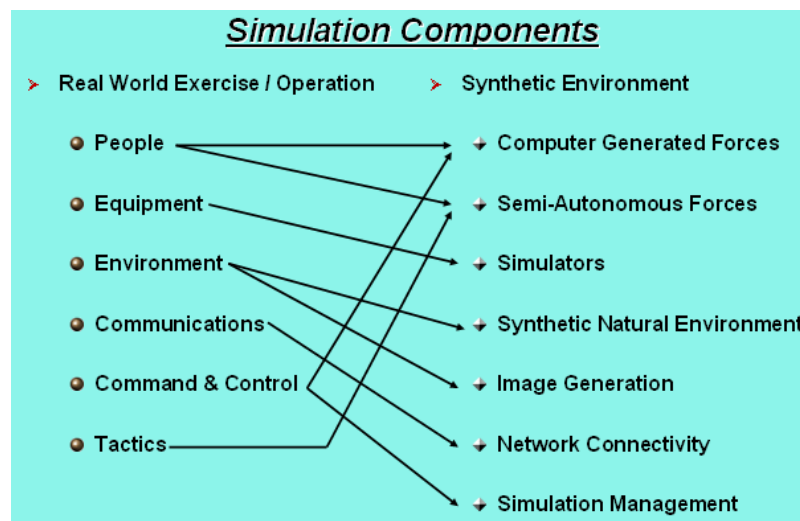 Simulation Components
Real World Exercise / Operation
People
Equipment
Environment
Communications
Command & Control
Tactics
Synthetic Environment
Computer Generated Forces
Semi-Autonomous Forces
Simulators
Synthetic Natural Environment
Image Generation
Network Connectivity
Simulation Management